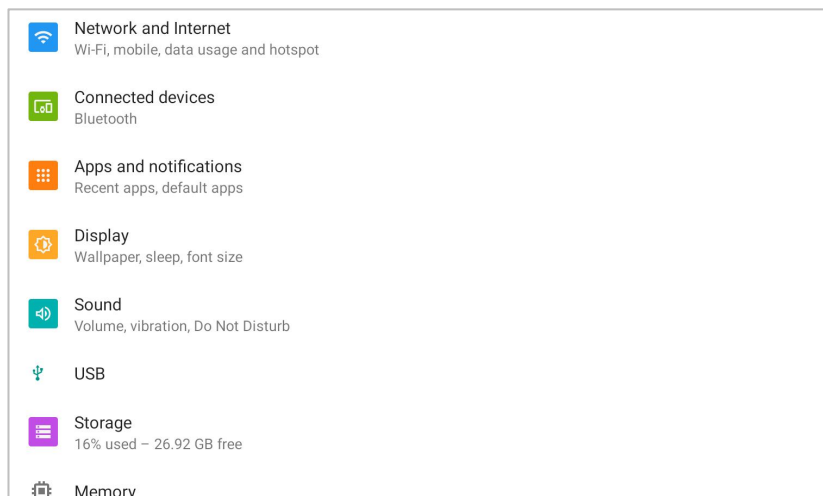 Network and Internet
Wi-Fi, mobile, data usage and hotspot
Connected devices
Bluetooth
Apps and notifications
Recent apps, default apps
Display
Wallpaper, sleep, font size
Sound
Volume, vibration, Do Not Disturb
USB
Storage
16% used – 26.92 GB free
Memory